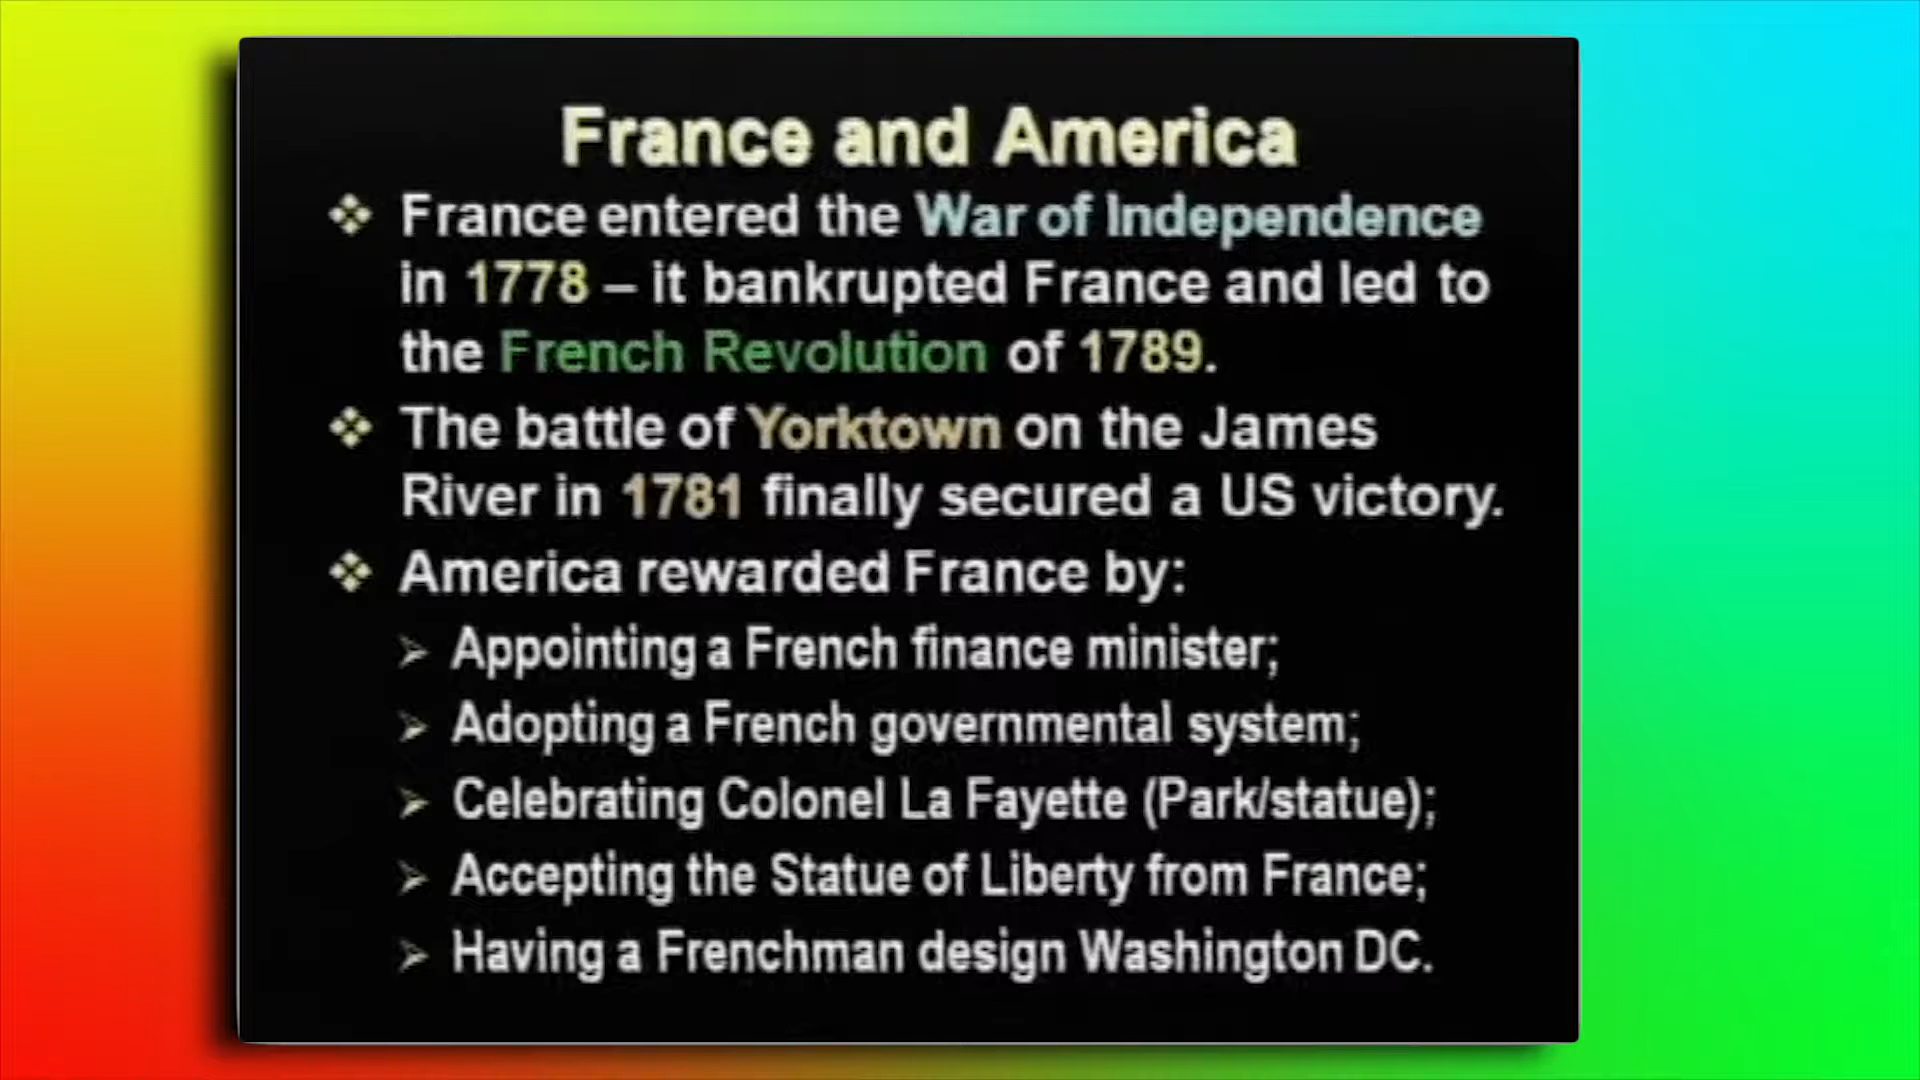 France and America
❖ France entered the War of Independence
in 1778 – it bankrupted France and led to
the French Revolution of 1789.
❖ The battle of Yorktown on the James
River in 1781 finally secured a US victory.
❖ America rewarded France by:
➢ Appointing a French finance minister;
➢ Adopting a French governmental system;
➢ Celebrating Colonel La Fayette (Park/statue);
➢ Accepting the Statue of Liberty from France;
➢ Having a Frenchman design Washington DC.